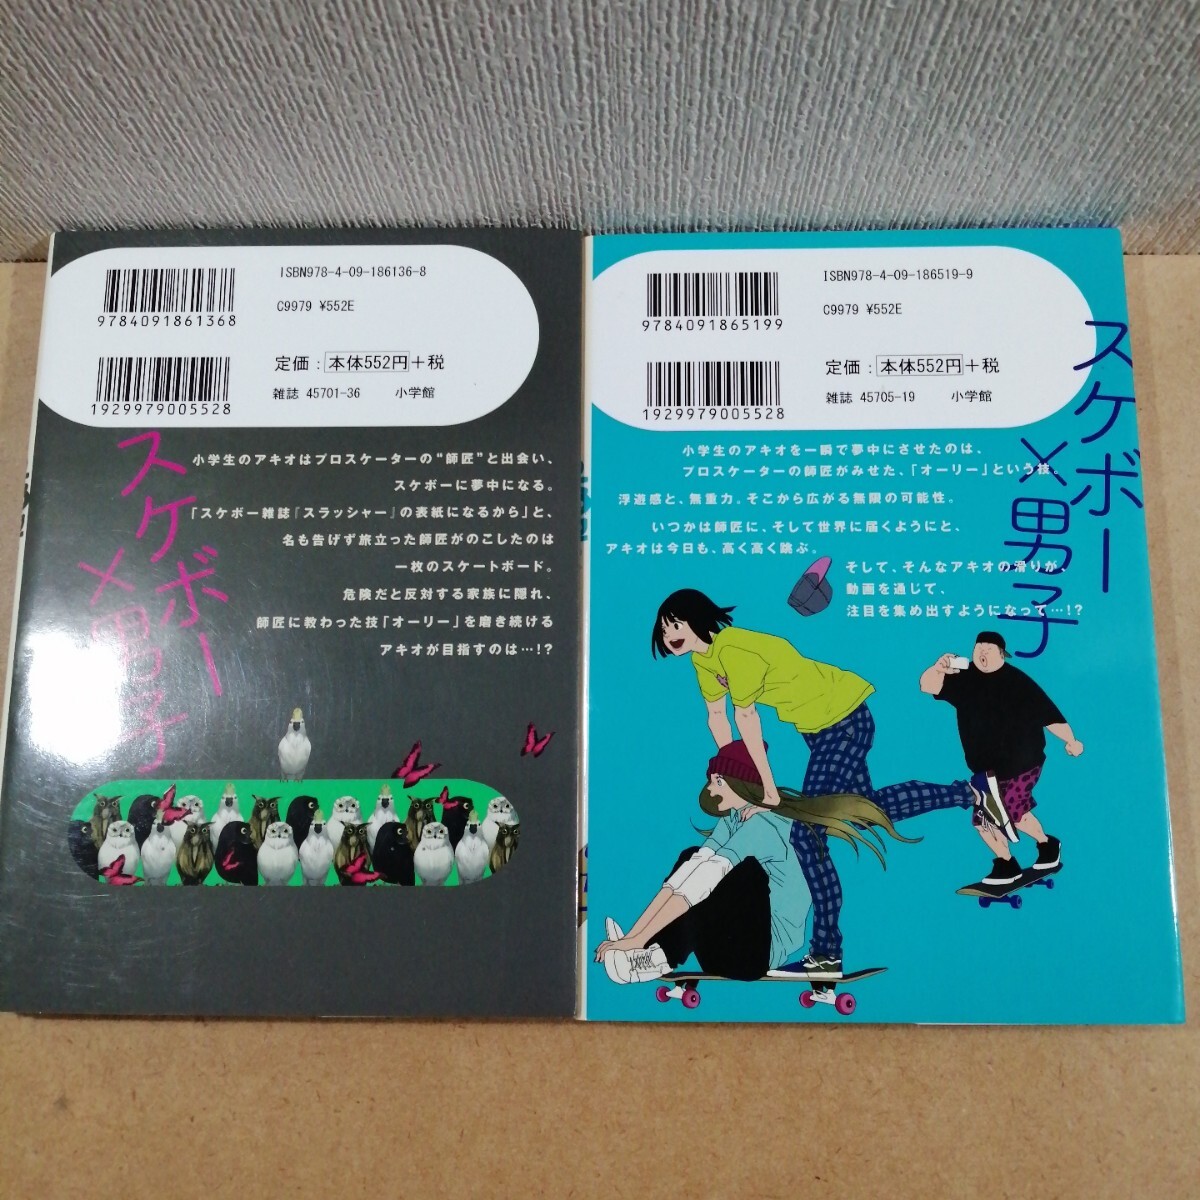 ISBN978-4-09-186136-8
C9979 ¥552E
9784091861368
定価：本体552円+税
雑誌 45701-36 小学館
1929979005528
スケボー
×男子
小学生のアキオはプロスケーターの“師匠”と出会い、
スケボーに夢中になる。
「スケボー雑誌『スラッシャー』の表紙になるから」と、
名も告げず旅立った師匠がのこしたのは
一枚のスケートボード。
危険だと反対する家族に隠れ、
師匠に教わった技「オーリー」を磨き続ける
アキオが目指すのは…!?
ISBN978-4-09-186519-9
C9979 ¥552E
9784091865199
定価：本体552円+税
雑誌 45705-19 小学館
1929979005528
スケボー
×男子
小学生のアキオを一瞬で夢中にさせたのは、
プロスケーターの師匠がみせた、「オーリー」という技。
浮遊感と、無重力。そこから広がる無限の可能性。
いつかは師匠に、そして世界に届くようにと、
アキオは今日も、高く高く跳ぶ。
そして、そんなアキオの滑りが、
動画を通じて、
注目を集め出すようになって…!?